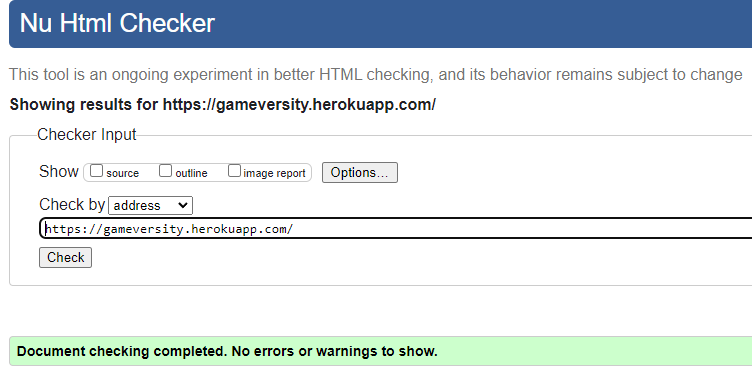 Nu Html Checker
This tool is an ongoing experiment in better HTML checking, and its behavior remains subject to change
Showing results for https://gameversity.herokuapp.com/
Checker Input
Show source outline image report Options...
Check by address
https://gameversity.herokuapp.com/
Check
Document checking completed. No errors or warnings to show.